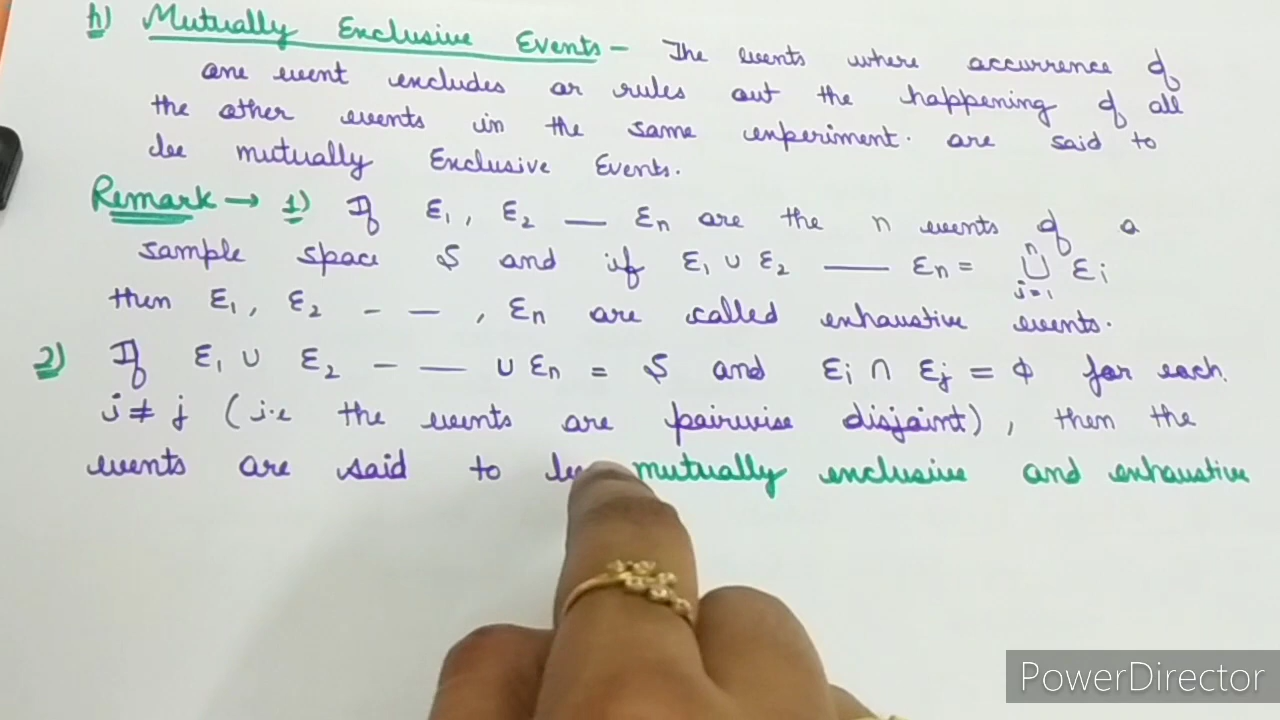 h) Mutually Exclusive Events - The events where occurrence of
one event excludes or rules out the happening of all
the other events in the same experiment. are said to
be mutually Exclusive Events.
Remark → 1) If E₁, E₂ — Eₙ are the n events of a
sample space S and if E₁ ∪ E₂ — Eₙ = ⋃ⁿᵢ₌₁ Eᵢ
then E₁, E₂ - - , Eₙ are called exhaustive events.
2) If E₁ ∪ E₂ - — ∪ Eₙ = S and Eᵢ ∩ Eⱼ = ϕ for each
i ≠ j (i.e the events are pairwise disjoint), then the
events are said to be mutually exclusive and exhaustive
PowerDirector